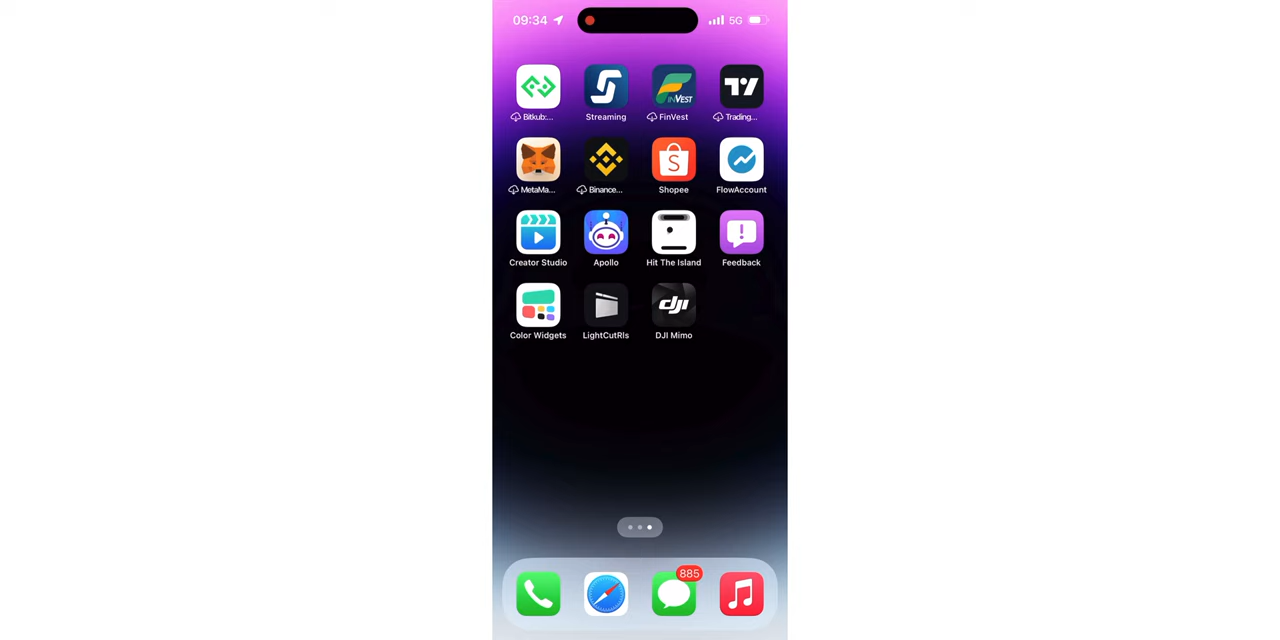 09:34 5G
Bitkub:... Streaming FinVest Trading...
MetaMa... Binance... Shopee FlowAccount
Creator Studio Apollo Hit The Island Feedback
Color Widgets LightCutRls DJI Mimo
885